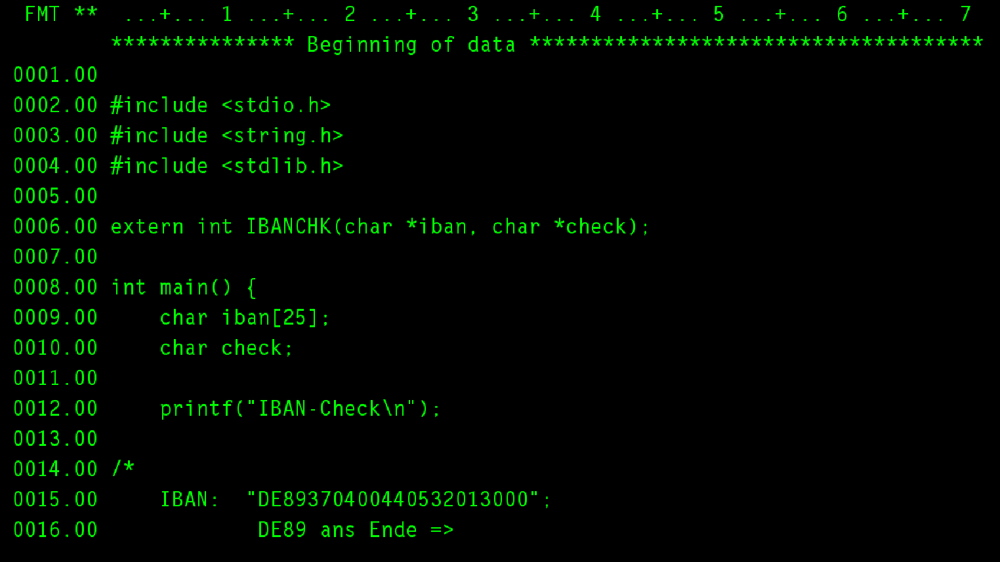 FMT **  ...+... 1 ...+... 2 ...+... 3 ...+... 4 ...+... 5 ...+... 6 ...+... 7
*************** Beginning of data *************************************
0001.00
0002.00 #include <stdio.h>
0003.00 #include <string.h>
0004.00 #include <stdlib.h>
0005.00
0006.00 extern int IBANCHK(char *iban, char *check);
0007.00
0008.00 int main() {
0009.00     char iban[25];
0010.00     char check;
0011.00
0012.00     printf("IBAN-Check\n");
0013.00
0014.00 /*
0015.00     IBAN:  "DE89370400440532013000";
0016.00             DE89 ans Ende =>